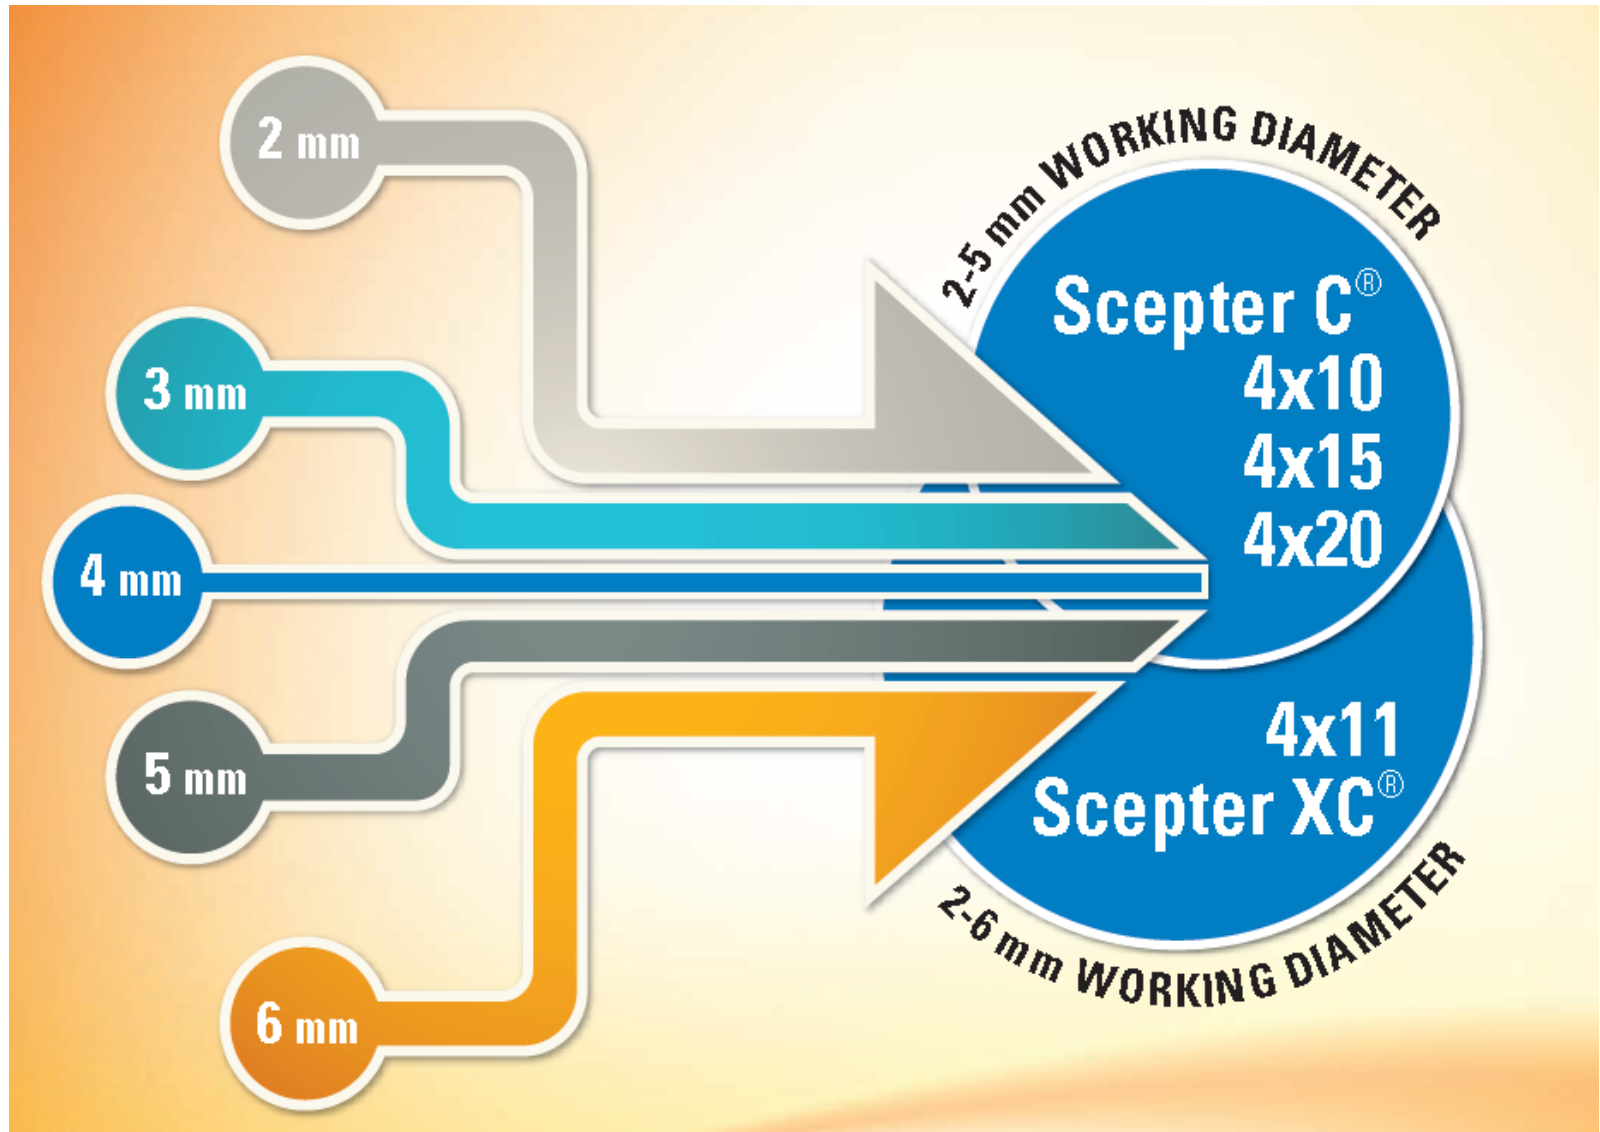 2 mm
3 mm
4 mm
5 mm
6 mm
2-5 mm WORKING DIAMETER
Scepter C®
4x10
4x15
4x20
4x11
Scepter XC®
2-6 mm WORKING DIAMETER